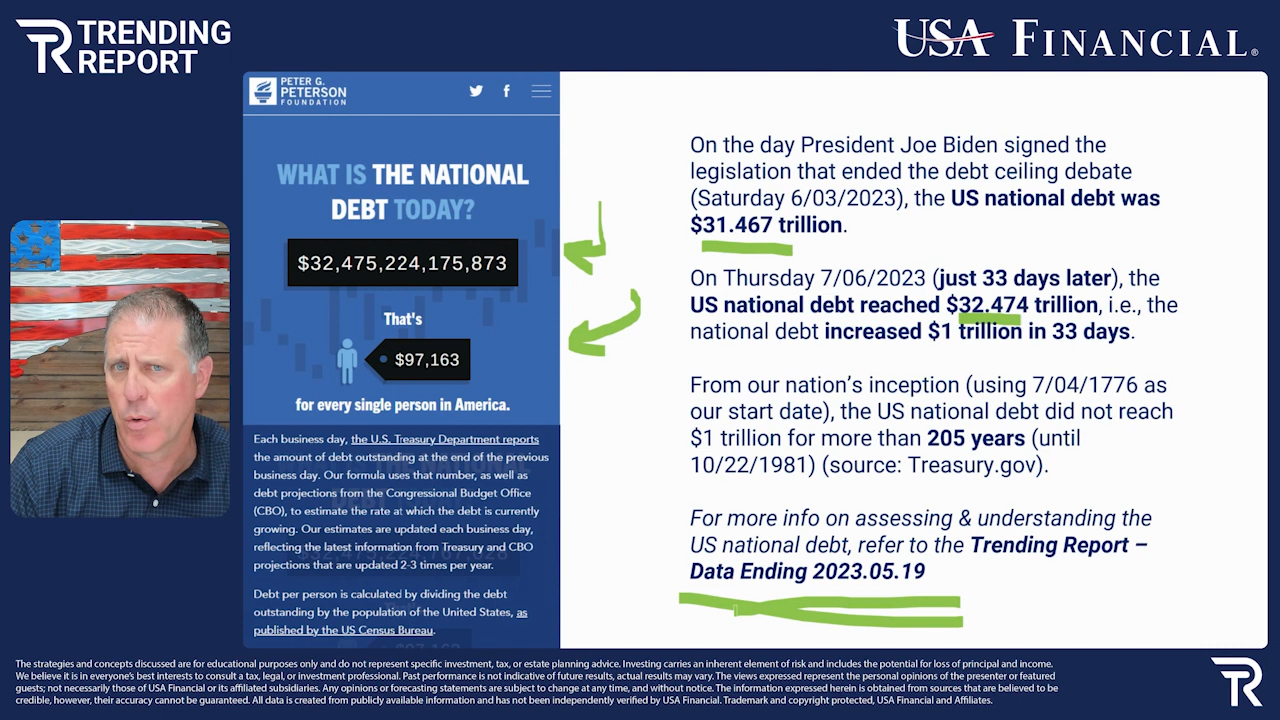 TRENDING
REPORT
USA FINANCIAL®
PETER G.
PETERSON
FOUNDATION
WHAT IS THE NATIONAL
DEBT TODAY?
$32,475,224,175,873
That's
$97,163
for every single person in America.
Each business day, the U.S. Treasury Department reports
the amount of debt outstanding at the end of the previous
business day. Our formula uses that number, as well as
debt projections from the Congressional Budget Office
(CBO), to estimate the rate at which the debt is currently
growing. Our estimates are updated each business day,
reflecting the latest information from Treasury and CBO
projections that are updated 2-3 times per year.
Debt per person is calculated by dividing the debt
outstanding by the population of the United States, as
published by the US Census Bureau.
On the day President Joe Biden signed the
legislation that ended the debt ceiling debate
(Saturday 6/03/2023), the US national debt was
$31.467 trillion.
On Thursday 7/06/2023 (just 33 days later), the
US national debt reached $32.474 trillion, i.e., the
national debt increased $1 trillion in 33 days.
From our nation's inception (using 7/04/1776 as
our start date), the US national debt did not reach
$1 trillion for more than 205 years (until
10/22/1981) (source: Treasury.gov).
For more info on assessing & understanding the
US national debt, refer to the Trending Report –
Data Ending 2023.05.19
The strategies and concepts discussed are for educational purposes only and do not represent specific investment, tax, or estate planning advice. Investing carries an inherent element of risk and includes the potential for loss of principal and income.
We believe it is in everyone's best interests to consult a tax, legal, or investment professional. Past performance is not indicative of future results, actual results may vary. The views expressed represent the personal opinions of the presenter or featured
guests; not necessarily those of USA Financial or its affiliated subsidiaries. Any opinions or forecasting statements are subject to change at any time, and without notice. The information expressed herein is obtained from sources that are believed to be
credible, however, their accuracy cannot be guaranteed. All data is created from publicly available information and has not been independently verified by USA Financial. Trademark and copyright protected, USA Financial and Affiliates.